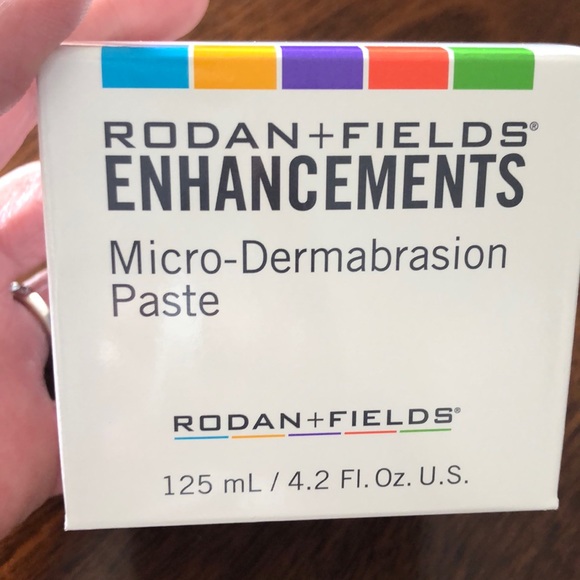 RODAN+FIELDS®
ENHANCEMENTS
Micro-Dermabrasion
Paste
RODAN+FIELDS®
125 mL / 4.2 Fl. Oz. U.S.